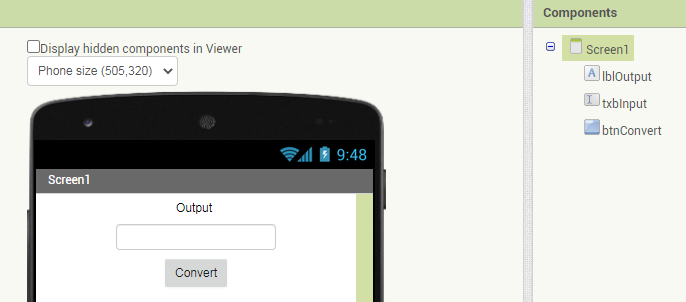 Components
Display hidden components in Viewer
Phone size (505,320)
9:48
Screen1
Output
Convert
Screen1
lblOutput
txbInput
btnConvert